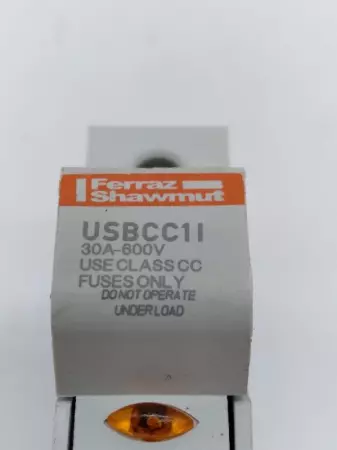 Ferraz
Shawmut
USBCC1I
30A-600V
USE CLASS CC
FUSES ONLY
DO NOT OPERATE
UNDER LOAD